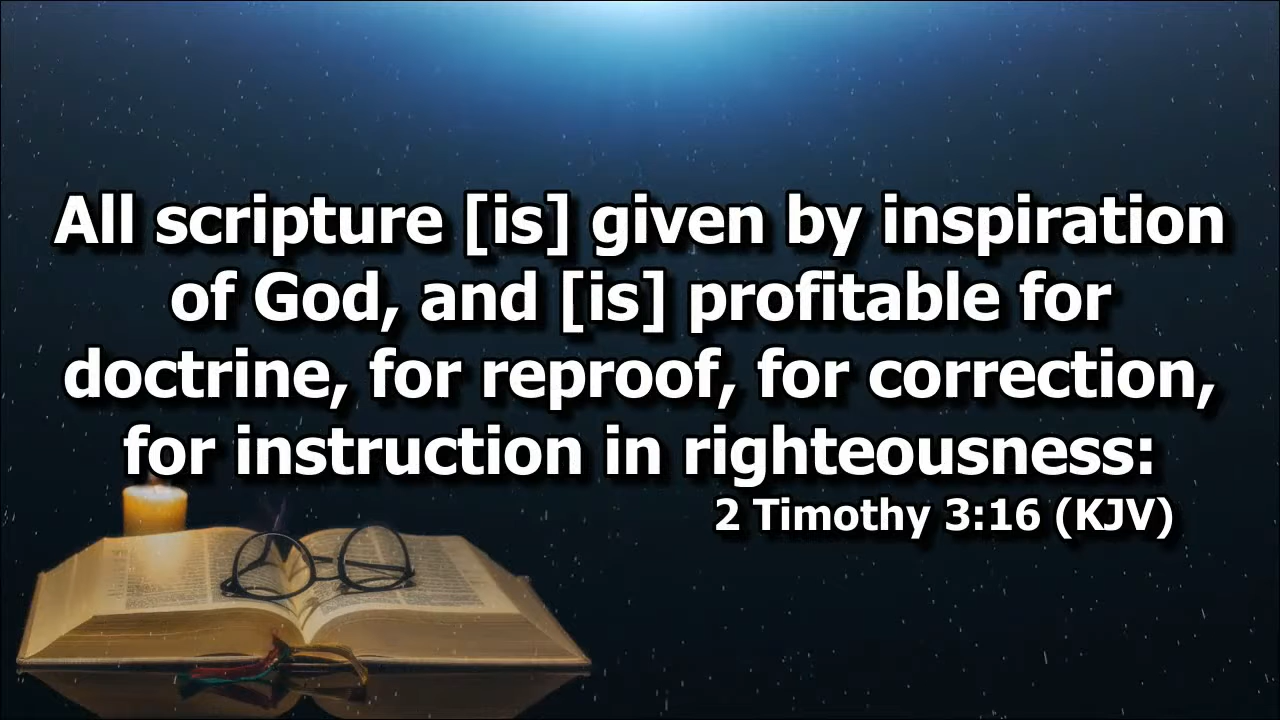 All scripture [is] given by inspiration
of God, and [is] profitable for
doctrine, for reproof, for correction,
for instruction in righteousness:
2 Timothy 3:16 (KJV)